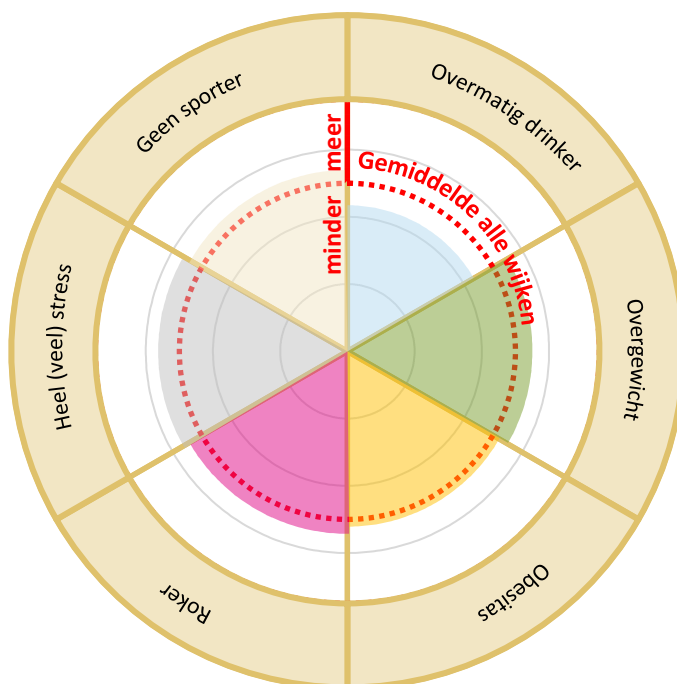 Geen sporter
Overmatig drinker
meer
Gemiddelde alle wijken
minder
Heel (veel) stress
Overgewicht
Roker
Obesitas